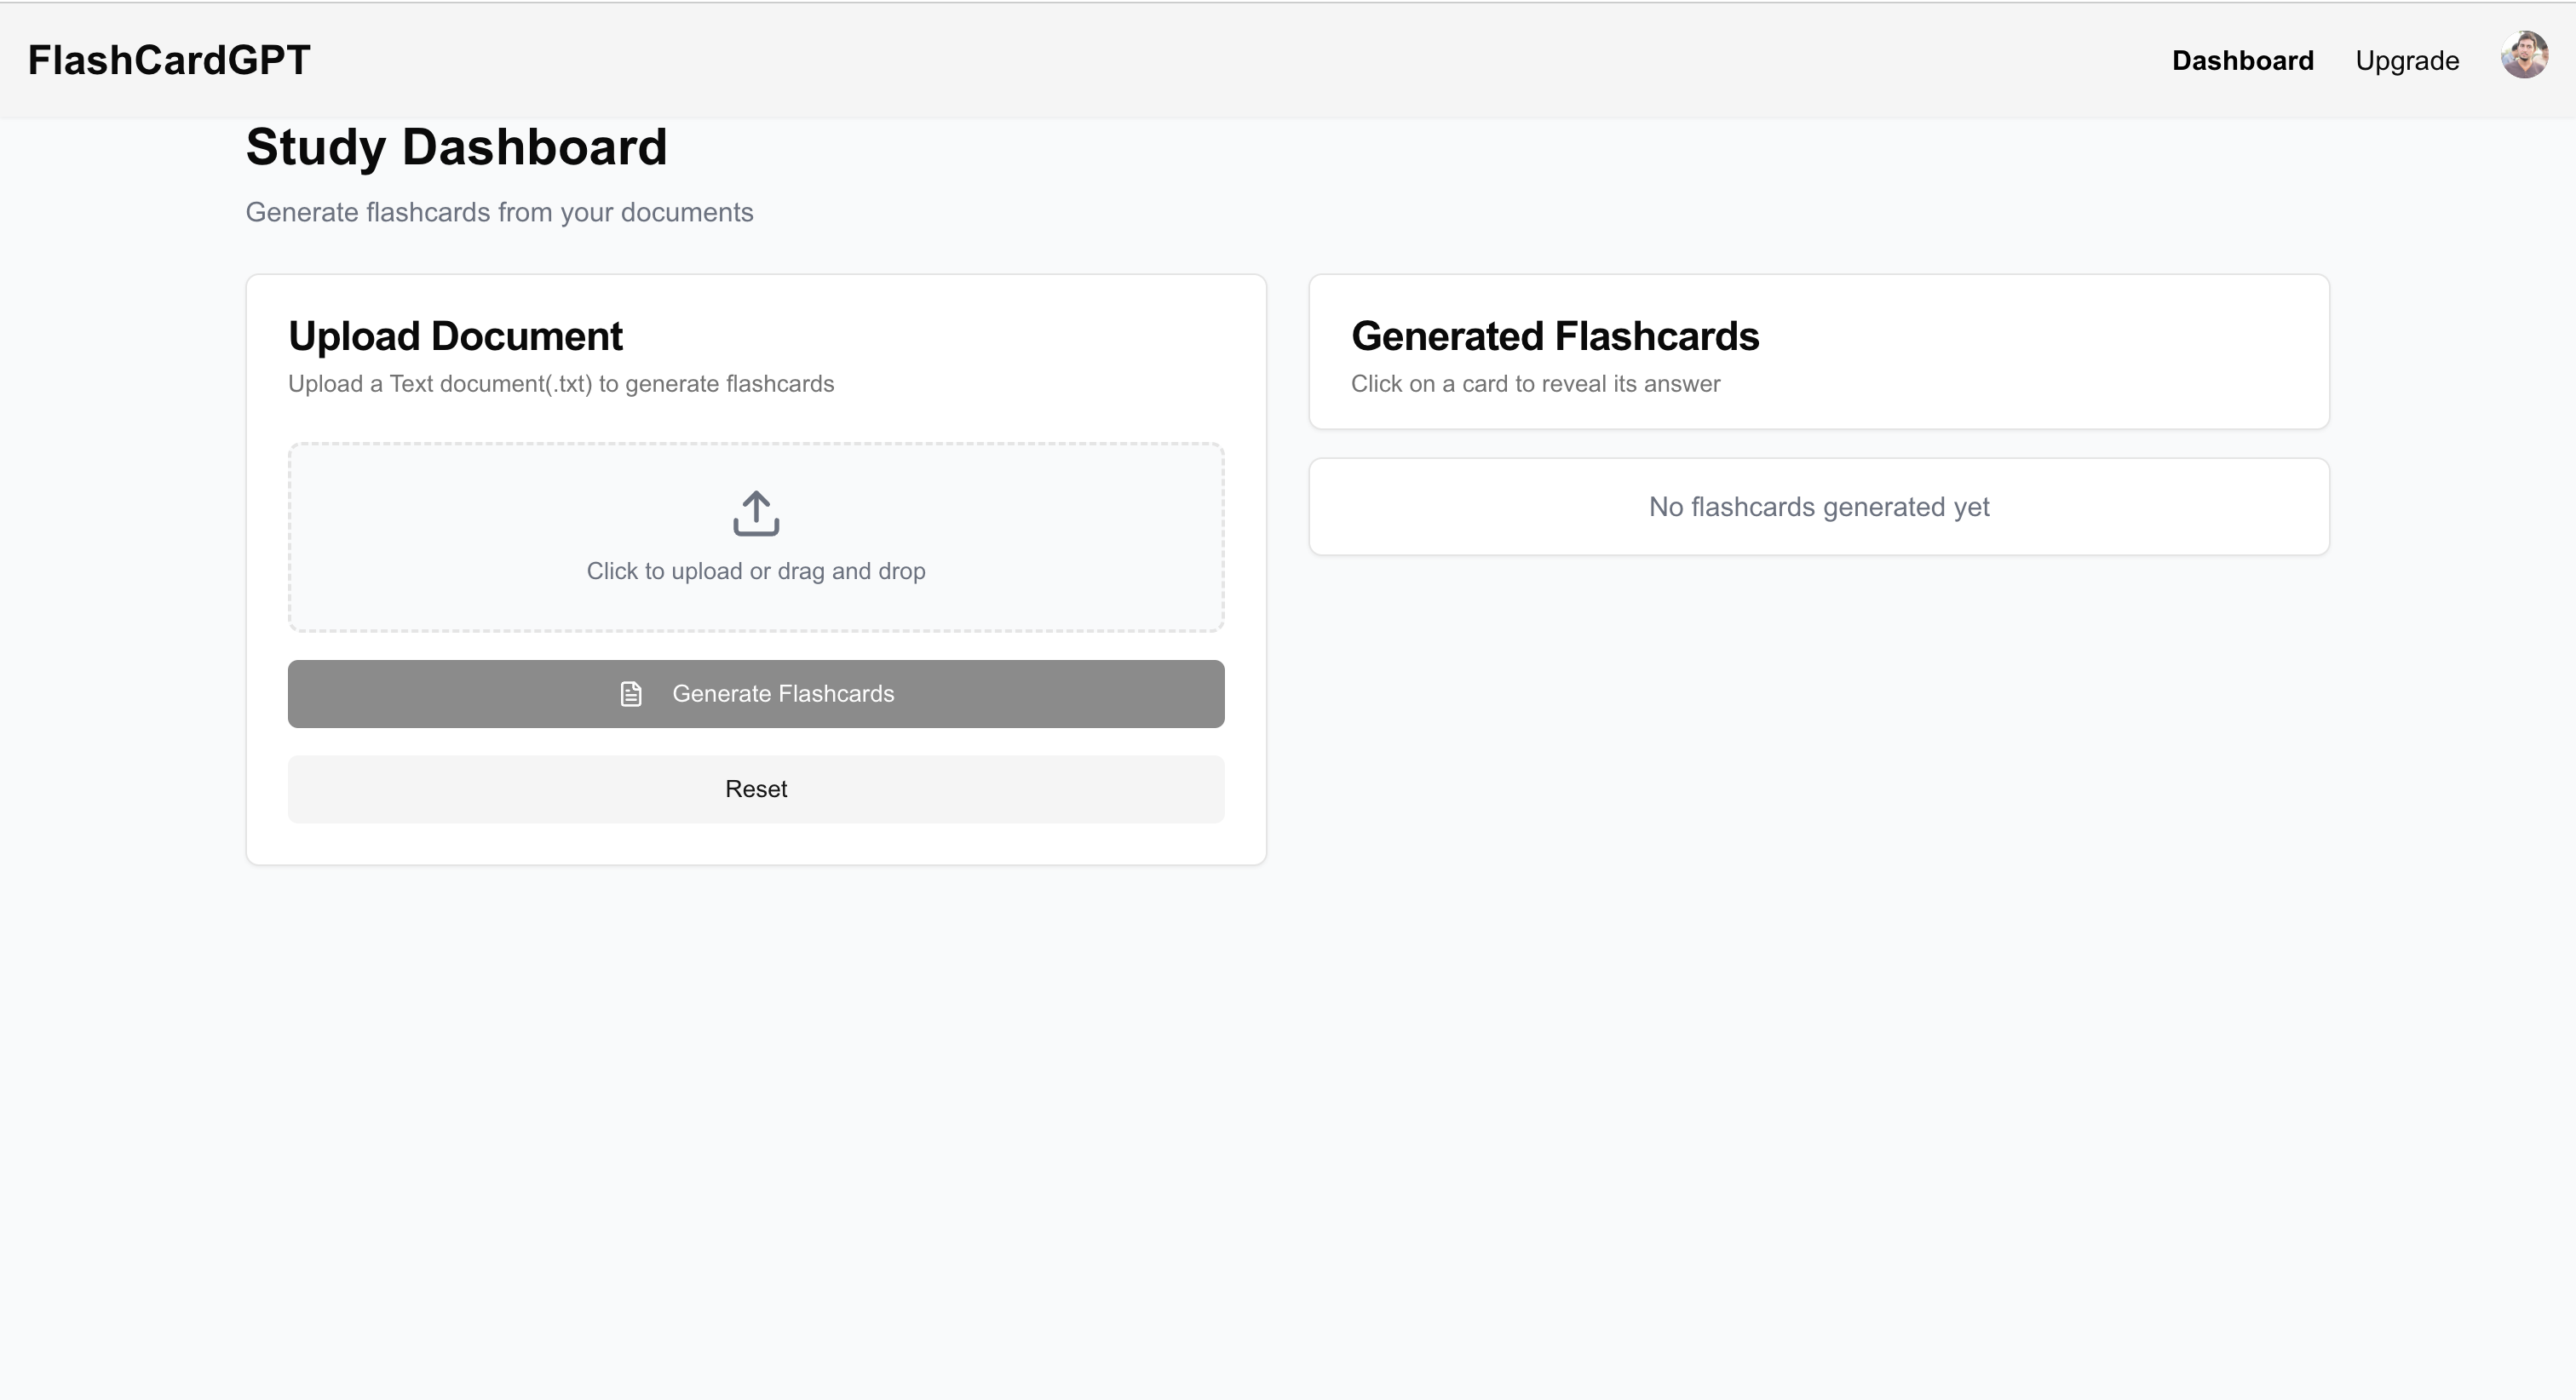 FlashCardGPT
Dashboard
Upgrade
Study Dashboard
Generate flashcards from your documents
Upload Document
Upload a Text document(.txt) to generate flashcards
Click to upload or drag and drop
Generate Flashcards
Reset
Generated Flashcards
Click on a card to reveal its answer
No flashcards generated yet